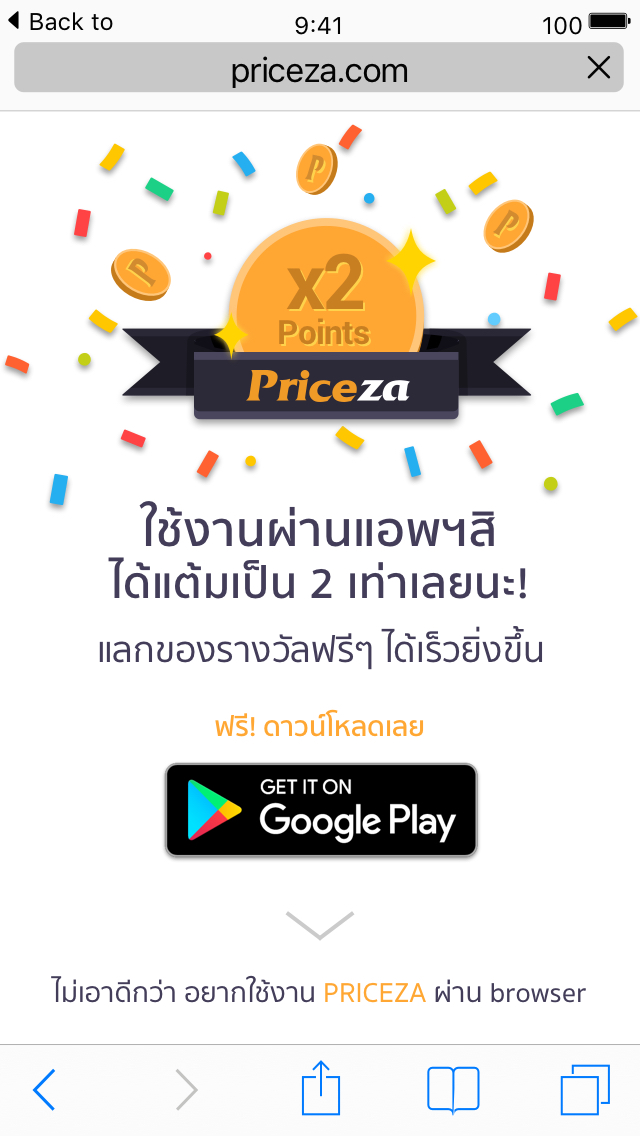 Back to
9:41
100
priceza.com
P
P
P
x2
Points
Priceza
ใช้งานผ่านแอพฯสิ
ได้แต้มเป็น 2 เท่าเลยนะ!
แลกของรางวัลฟรีๆ ได้เร็วยิ่งขึ้น
ฟรี! ดาวน์โหลดเลย
GET IT ON
Google Play
ไม่เอาดีกว่า อยากใช้งาน PRICEZA ผ่าน browser